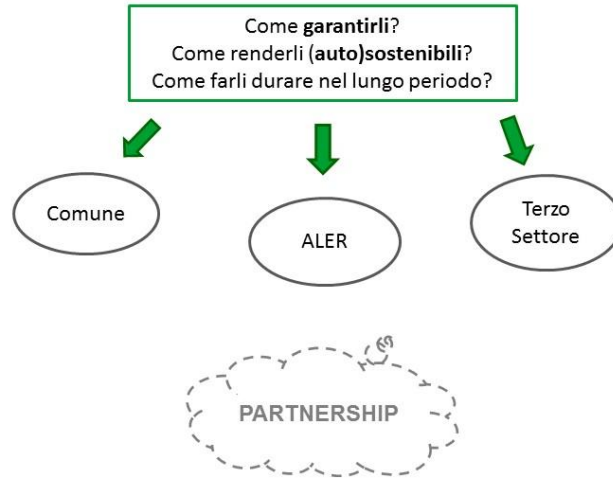 Come garantirli?
Come renderli (auto)sostenibili?
Come farli durare nel lungo periodo?
Comune
ALER
Terzo
Settore
PARTNERSHIP